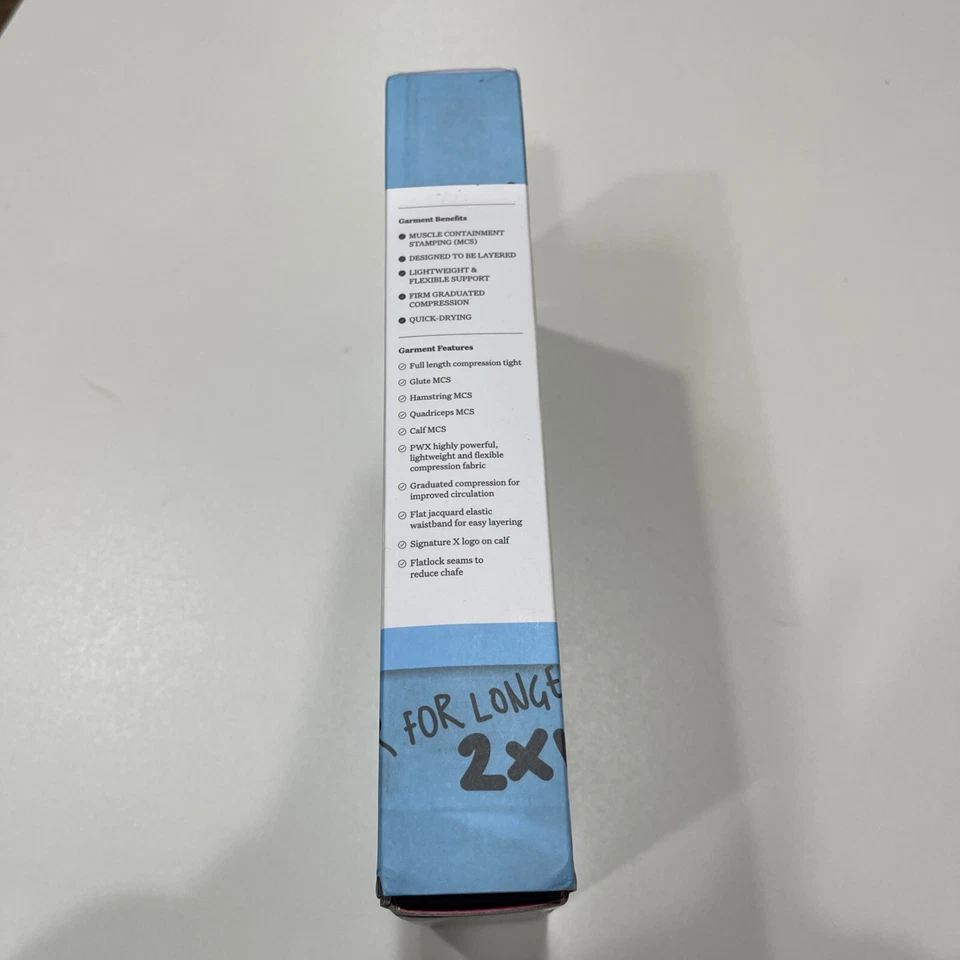 Garment Benefits
MUSCLE CONTAINMENT
STAMPING (MCS)
DESIGNED TO BE LAYERED
LIGHTWEIGHT &
FLEXIBLE SUPPORT
FIRM GRADUATED
COMPRESSION
QUICK-DRYING
Garment Features
Full length compression tight
Glute MCS
Hamstring MCS
Quadriceps MCS
Calf MCS
PWX highly powerful,
lightweight and flexible
compression fabric
Graduated compression for
improved circulation
Flat jacquard elastic
waistband for easy layering
Signature X logo on calf
Flatlock seams to
reduce chafe
FOR LONGE
2X